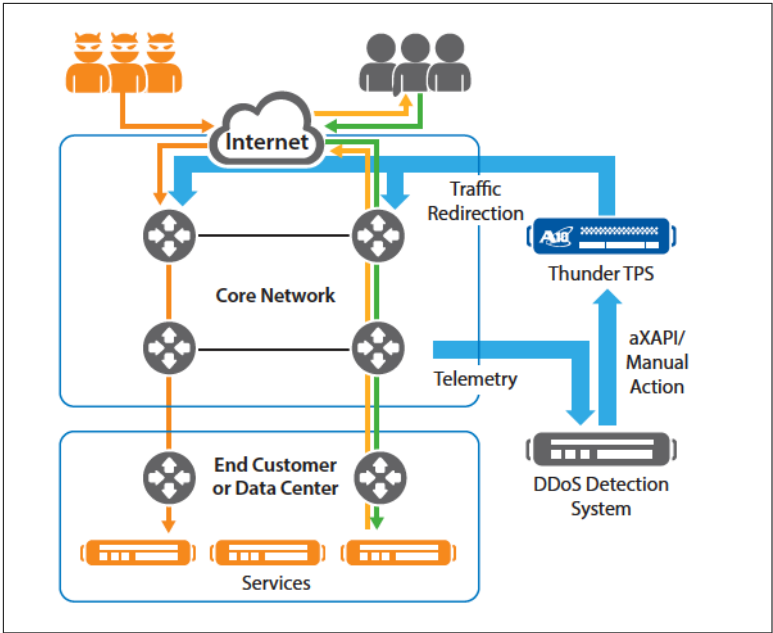 Internet
Traffic
Redirection
A10
Thunder TPS
Core Network
aXAPI/
Manual
Action
Telemetry
End Customer
or Data Center
DDoS Detection
System
Services